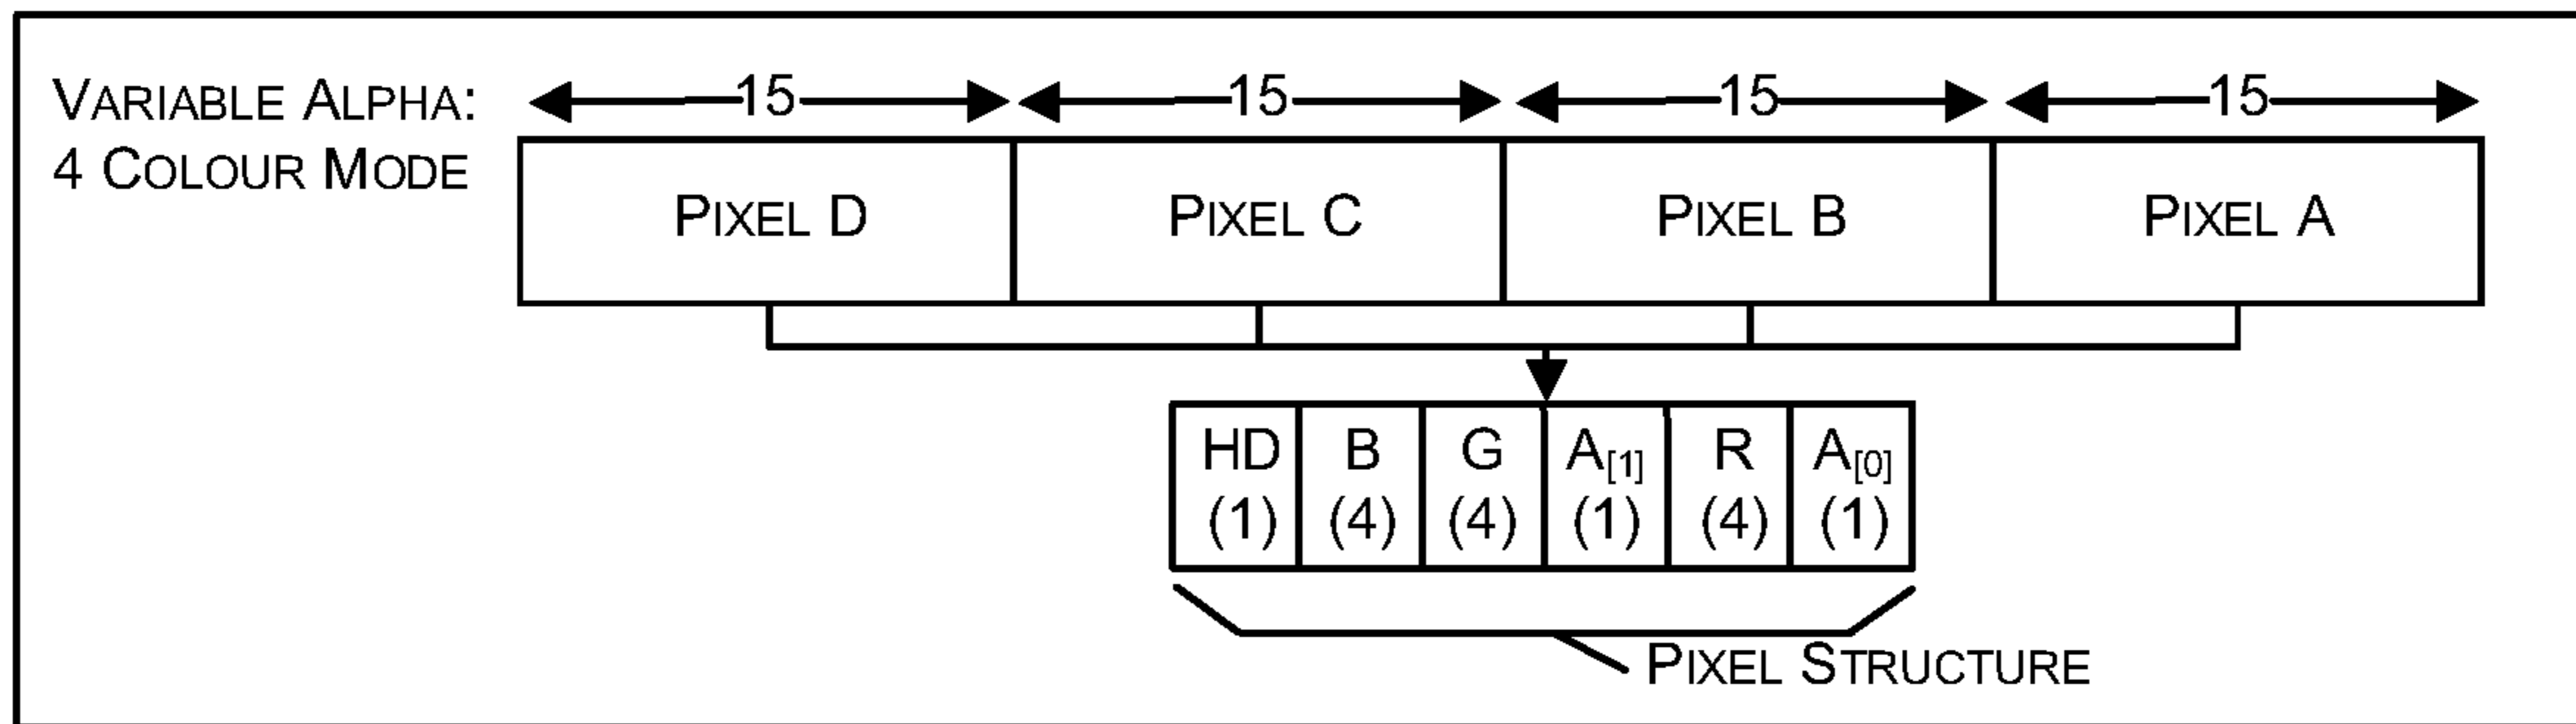 VARIABLE ALPHA:
4 COLOUR MODE
15 15 15 15
PIXEL D PIXEL C PIXEL B PIXEL A
HD B G A[1] R A[0]
(1) (4) (4) (1) (4) (1)
PIXEL STRUCTURE